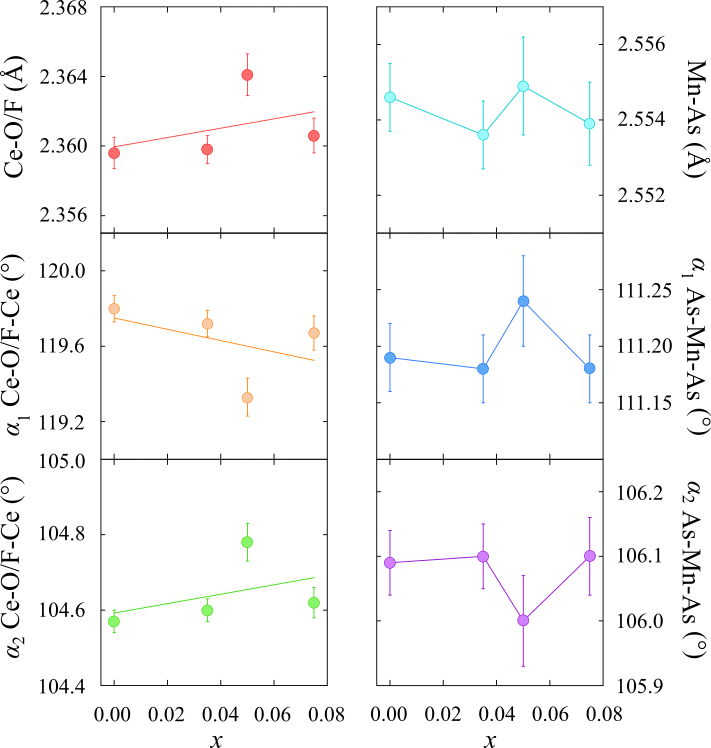 Ce-O/F (Å)
2.368
2.364
2.360
2.356
2.556
2.554
2.552
Mn-As (Å)
α1 Ce-O/F-Ce (°)
120.0
119.6
119.2
111.25
111.20
111.15
α1 As-Mn-As (°)
α2 Ce-O/F-Ce (°)
105.0
104.8
104.6
104.4
106.2
106.1
106.0
105.9
α2 As-Mn-As (°)
0.00 0.02 0.04 0.06 0.08
0.00 0.02 0.04 0.06 0.08
x
x